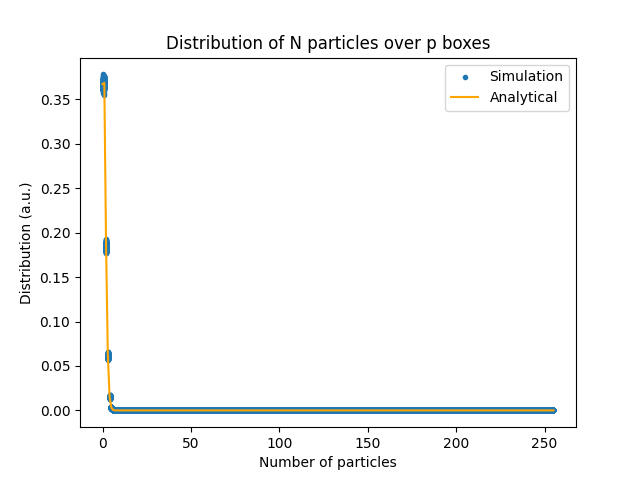 Distribution of N particles over p boxes
Simulation
Analytical
Distribution (a.u.)
0.35
0.30
0.25
0.20
0.15
0.10
0.05
0.00
0 50 100 150 200 250
Number of particles